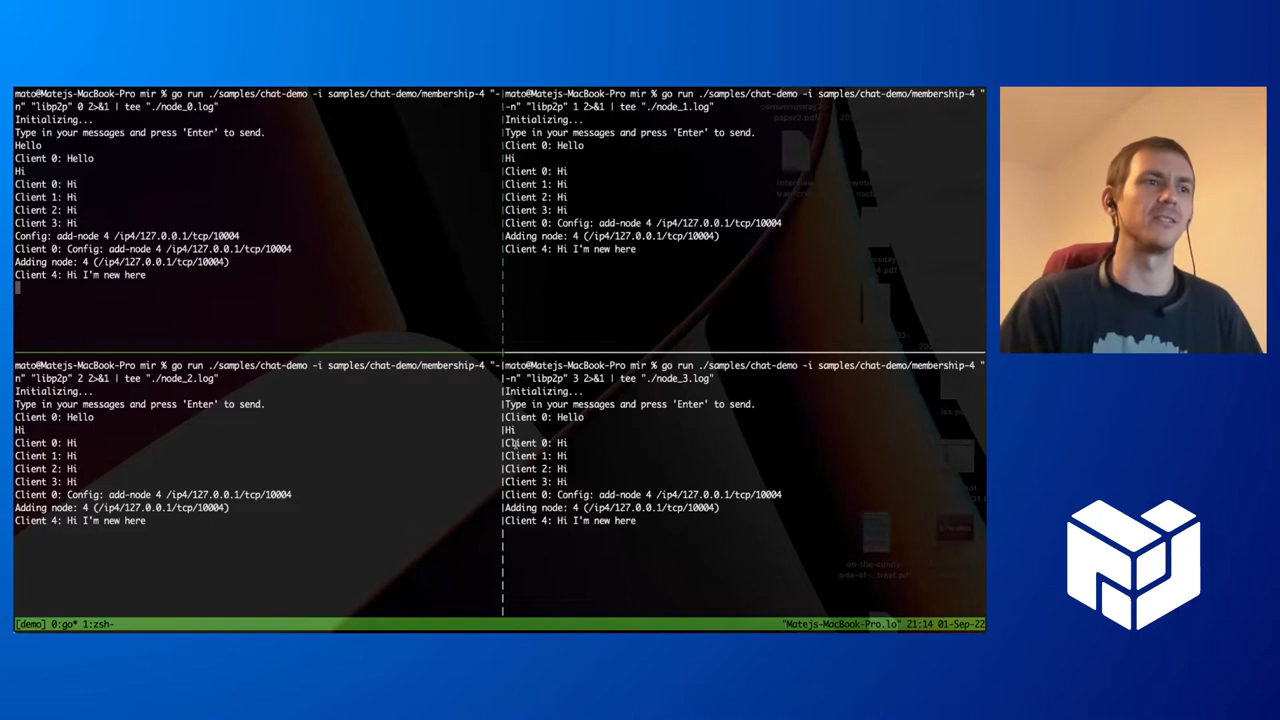 mato@Matejs-MacBook-Pro mir % go run ./samples/chat-demo -i samples/chat-demo/membership-4 "-
n" "libp2p" 0 2>&1 | tee "./node_0.log"
Initializing...
Type in your messages and press 'Enter' to send.
Hello
Client 0: Hello
Hi
Client 0: Hi
Client 1: Hi
Client 2: Hi
Client 3: Hi
Config: add-node 4 /ip4/127.0.0.1/tcp/10004
Client 0: Config: add-node 4 /ip4/127.0.0.1/tcp/10004
Adding node: 4 (/ip4/127.0.0.1/tcp/10004)
Client 4: Hi I'm new here
mato@Matejs-MacBook-Pro mir % go run ./samples/chat-demo -i samples/chat-demo/membership-4 "
-n" "libp2p" 1 2>&1 | tee "./node_1.log"
Initializing...
Type in your messages and press 'Enter' to send.
Client 0: Hello
Hi
Client 0: Hi
Client 1: Hi
Client 2: Hi
Client 3: Hi
Client 0: Config: add-node 4 /ip4/127.0.0.1/tcp/10004
Adding node: 4 (/ip4/127.0.0.1/tcp/10004)
Client 4: Hi I'm new here
mato@Matejs-MacBook-Pro mir % go run ./samples/chat-demo -i samples/chat-demo/membership-4 "-
n" "libp2p" 2 2>&1 | tee "./node_2.log"
Initializing...
Type in your messages and press 'Enter' to send.
Client 0: Hello
Hi
Client 0: Hi
Client 1: Hi
Client 2: Hi
Client 3: Hi
Client 0: Config: add-node 4 /ip4/127.0.0.1/tcp/10004
Adding node: 4 (/ip4/127.0.0.1/tcp/10004)
Client 4: Hi I'm new here
mato@Matejs-MacBook-Pro mir % go run ./samples/chat-demo -i samples/chat-demo/membership-4 "
-n" "libp2p" 3 2>&1 | tee "./node_3.log"
Initializing...
Type in your messages and press 'Enter' to send.
Client 0: Hello
Hi
Client 0: Hi
Client 1: Hi
Client 2: Hi
Client 3: Hi
Client 0: Config: add-node 4 /ip4/127.0.0.1/tcp/10004
Adding node: 4 (/ip4/127.0.0.1/tcp/10004)
Client 4: Hi I'm new here
[demo] 0:go* 1:zsh-
"Matejs-MacBook-Pro.lo" 21:14 01-Sep-22